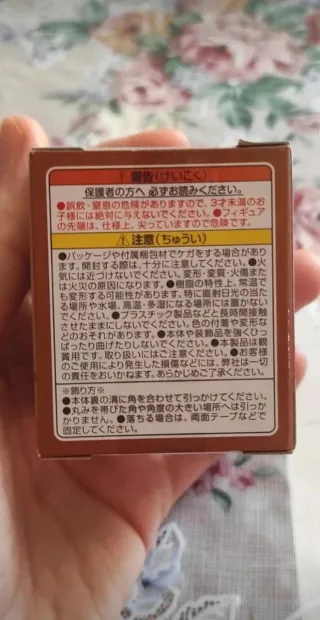 ! 警告(けいこく)
保護者の方へ 必ずお読みください。
●誤飲・窒息の危険がありますので、3才未満のお
子様には絶対に与えないでください。●フィギュア
の先端は、仕様上、尖っていますので危険です。
⚠ 注意(ちゅうい)
●パッケージや付属梱包材でケガをする場合があり
ます。開封する際は、十分に注意してください。●火
気には近づけないでください。変形・変質・火傷また
は火災の原因になります。●樹脂の特性上、常温で
も変形する可能性があります。特に直射日光の当た
る場所や水場、高温・多湿になる場所には置かない
でください。●プラスチック製品などと長時間接触
させたままにしないでください。色の付着や変形な
どのおそれがあります。●本体や装飾品を強くひっ
ぱったり曲げたりしないでください。●本製品は観
賞用です。取り扱いにはご注意ください。●お客様
のご使用により発生した損傷などには、弊社は一切
の責任をおいかねます。あらかじめご了承ください。
※飾り方※
●本体裏の溝に角を合わせて引っかけてください。
●丸みを帯びた角や角度の大きい場所へは引っか
かりません。●落ちる場合は、両面テープなどで
固定してください。